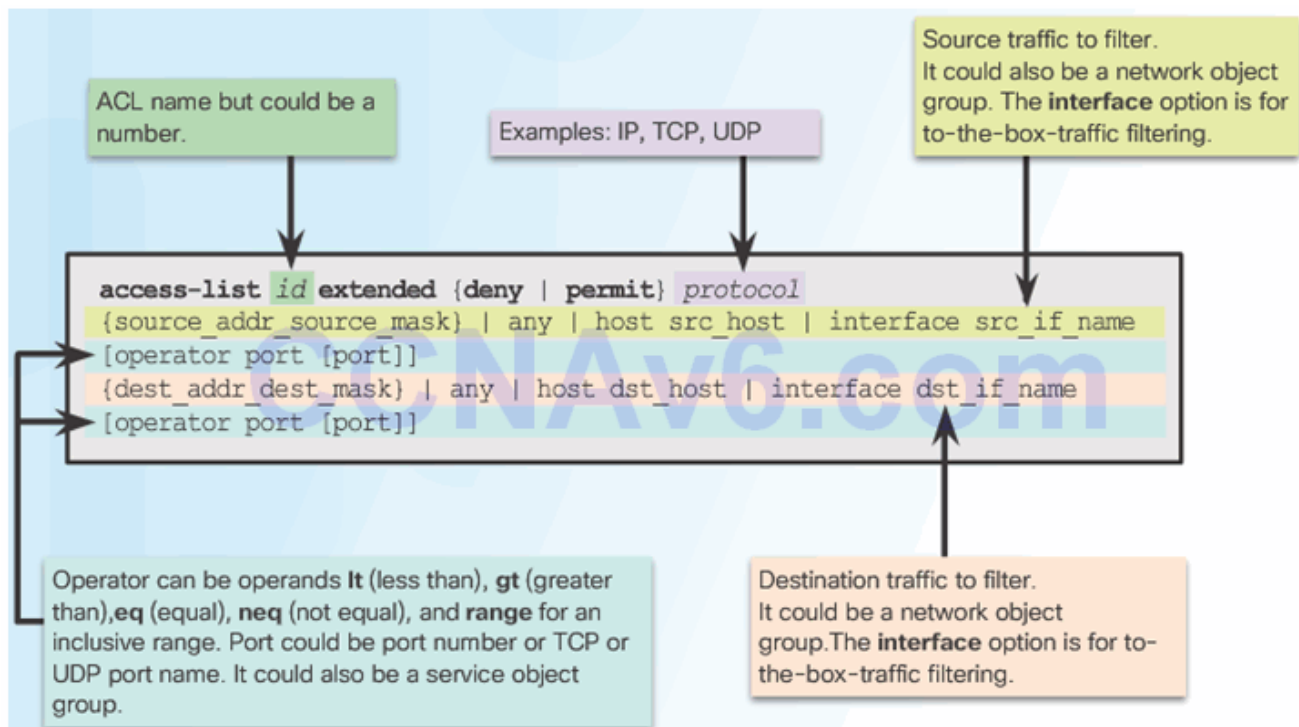 Source traffic to filter.
It could also be a network object
group. The interface option is for
to-the-box-traffic filtering.
ACL name but could be a
number.
Examples: IP, TCP, UDP
access-list id extended {deny | permit} protocol
{source_addr_source_mask} | any | host src_host | interface src_if_name
[operator port [port]]
{dest_addr_dest_mask} | any | host dst_host | interface dst_if_name
[operator port [port]]
CCNAv6.com
Operator can be operands lt (less than), gt (greater
than),eq (equal), neq (not equal), and range for an
inclusive range. Port could be port number or TCP or
UDP port name. It could also be a service object
group.
Destination traffic to filter.
It could be a network object
group.The interface option is for to-
the-box-traffic filtering.